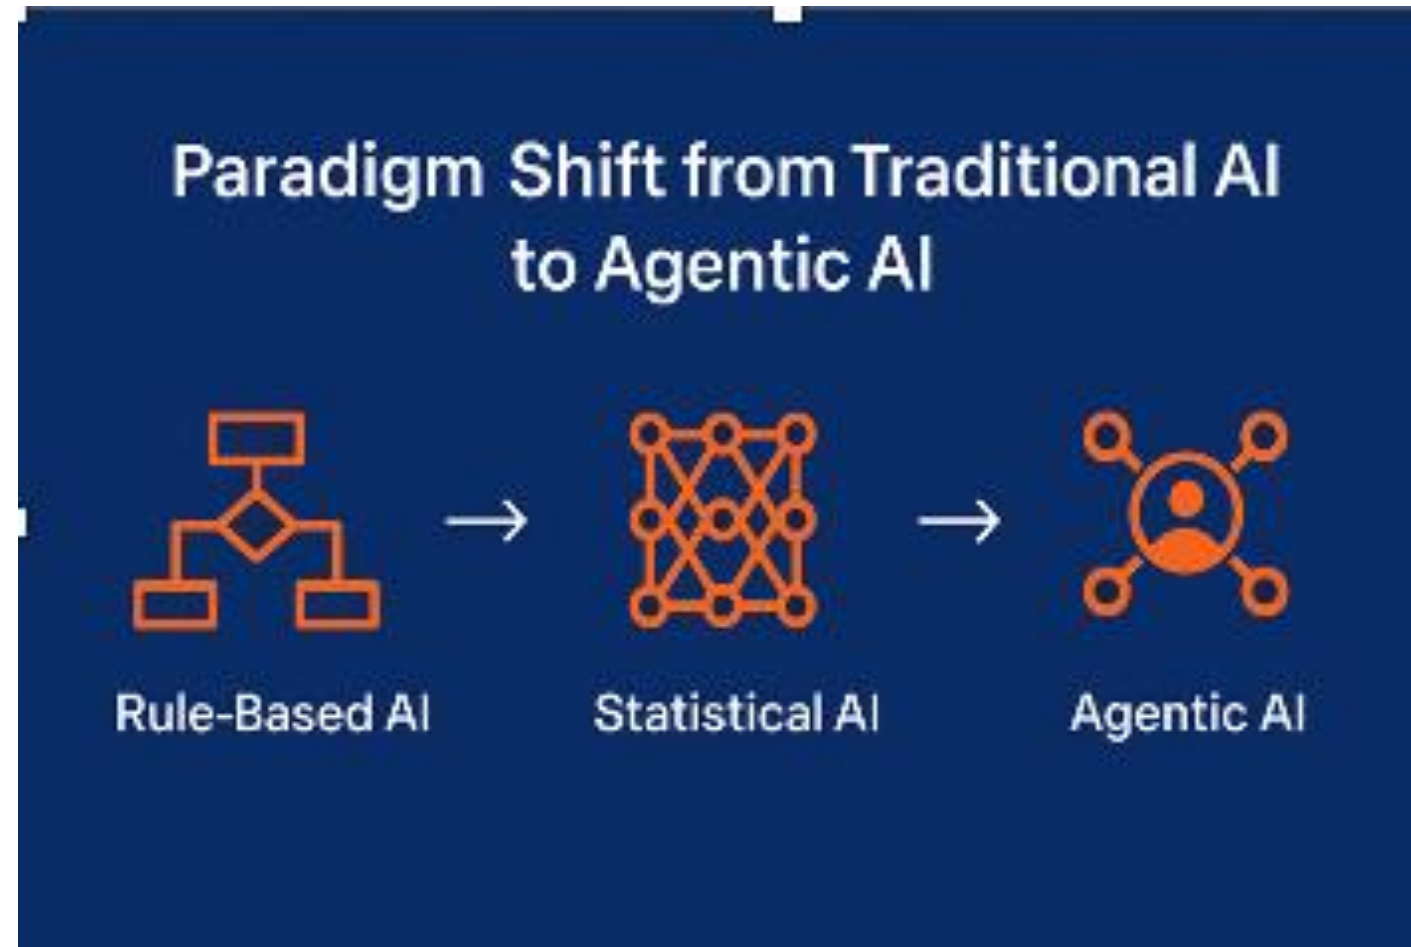 Paradigm Shift from Traditional AI
to Agentic AI
Rule-Based AI
Statistical AI
Agentic AI